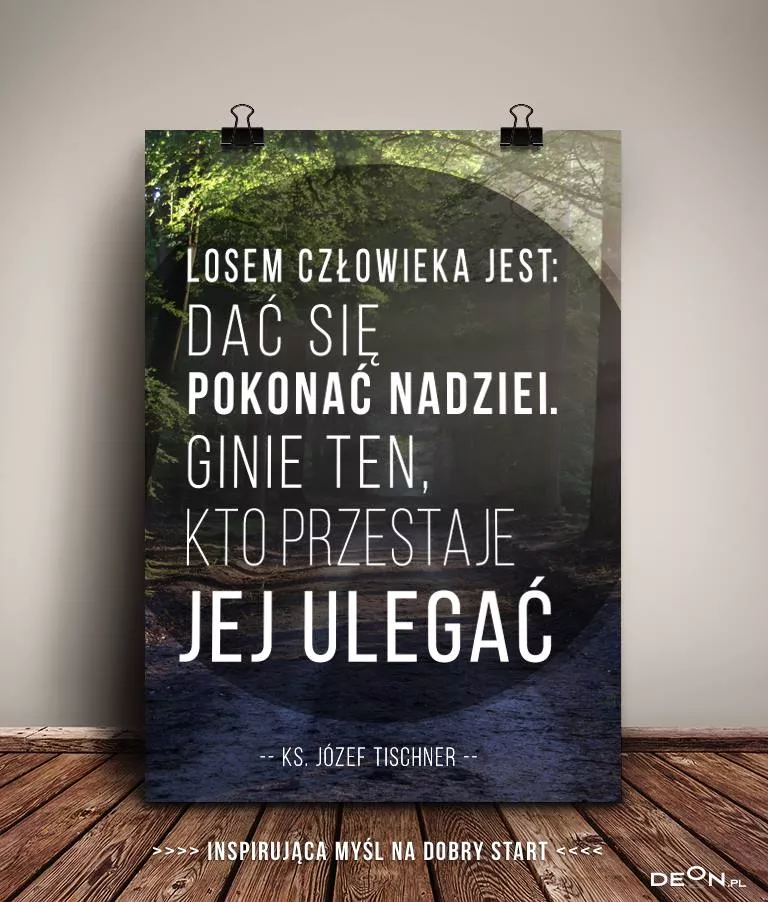 LOSEM CZŁOWIEKA JEST:
DAĆ SIĘ
POKONAĆ NADZIEI.
GINIE TEN,
KTO PRZESTAJE
JEJ ULEGAĆ
-- KS. JÓZEF TISCHNER --
>>>> INSPIRUJĄCA MYŚL NA DOBRY START <<<<
DEON.PL